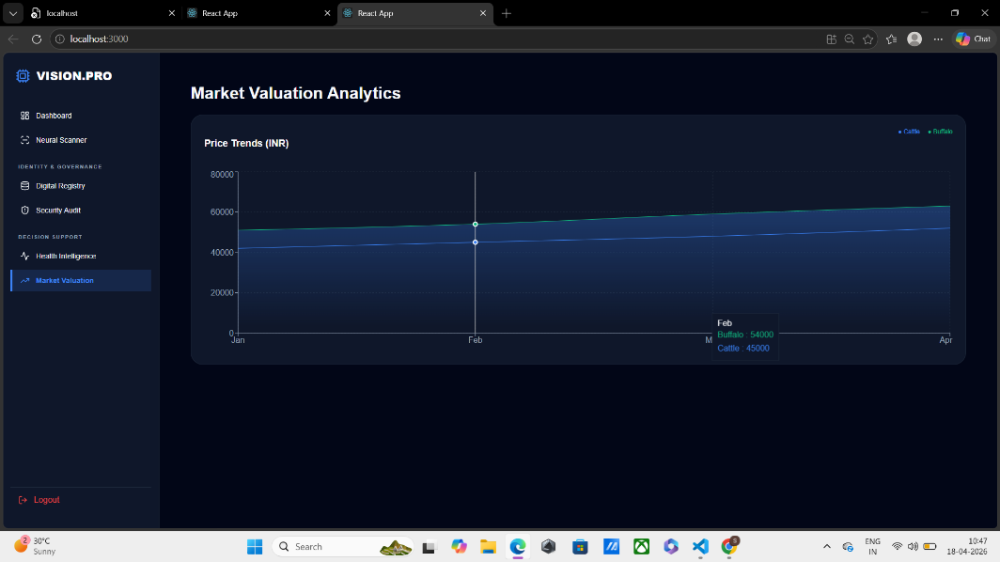 localhost
React App
React App
localhost:3000
Chat
VISION.PRO
Dashboard
Neural Scanner
IDENTITY & GOVERNANCE
Digital Registry
Security Audit
DECISION SUPPORT
Health Intelligence
Market Valuation
Logout
Market Valuation Analytics
Cattle
Buffalo
Price Trends (INR)
80000
60000
40000
20000
0
Jan
Feb
M
Apr
Feb
Buffalo : 54000
Cattle : 45000
2
30°C
Sunny
Search
S
ENG
IN
10:47
18-04-2026